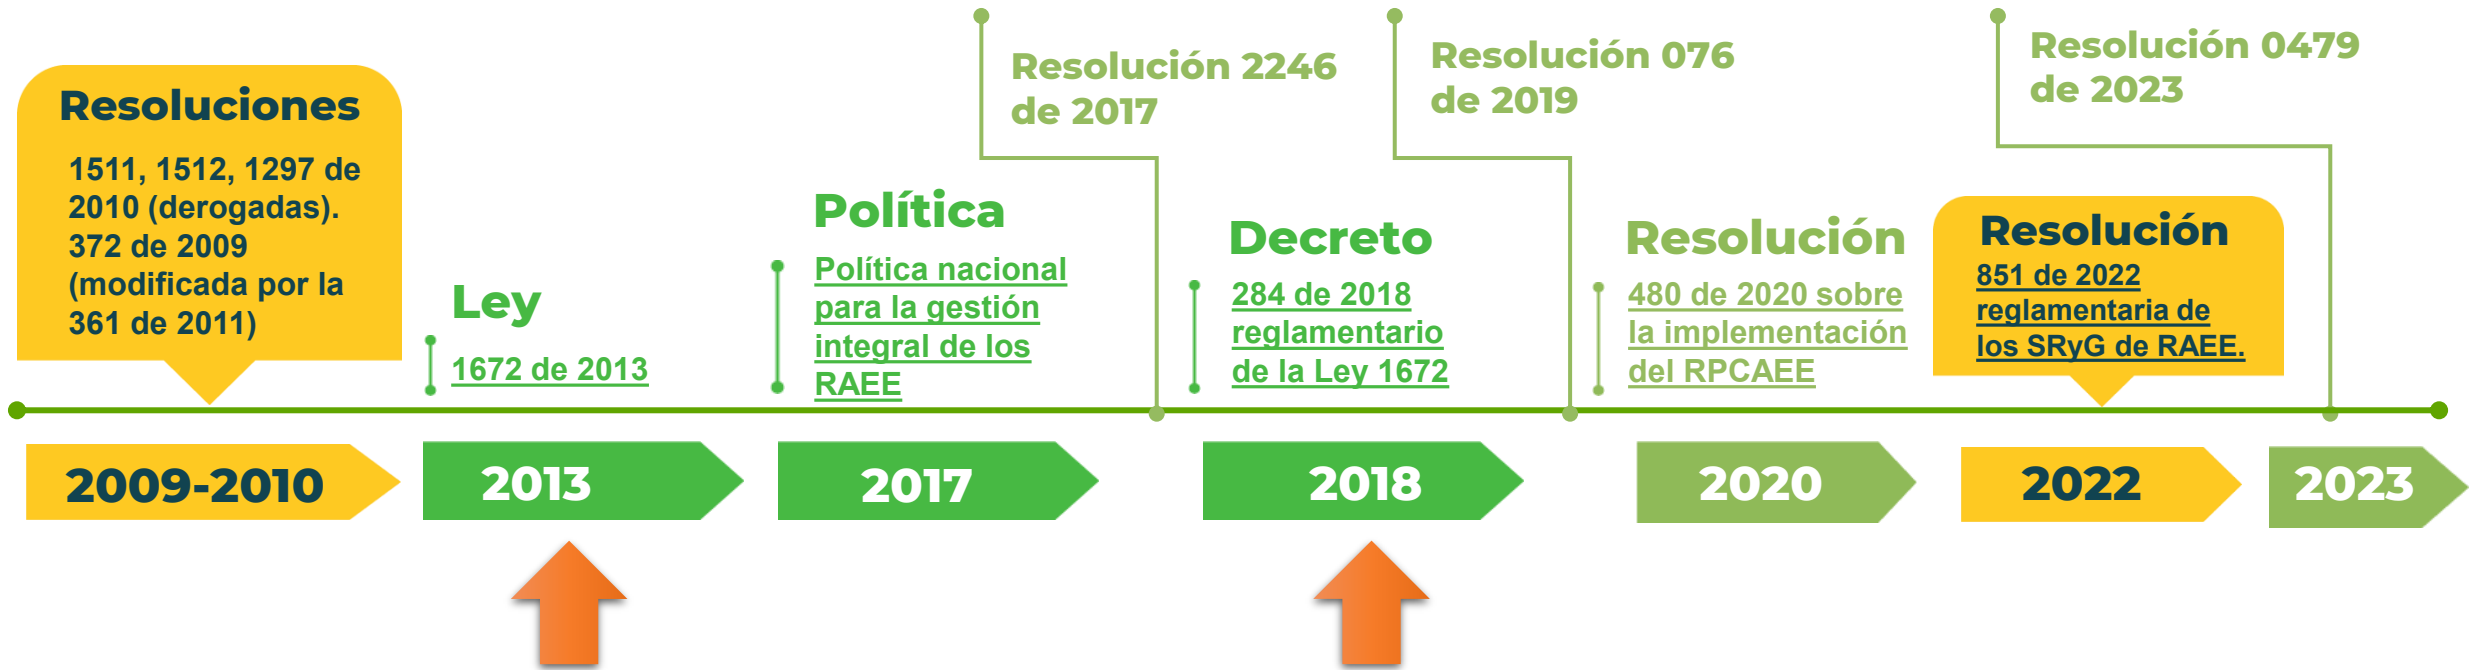 Resoluciones
1511, 1512, 1297 de
2010 (derogadas).
372 de 2009
(modificada por la
361 de 2011)
Ley
1672 de 2013
Política
Política nacional
para la gestión
integral de los
RAEE
Resolución 2246
de 2017
Decreto
284 de 2018
reglamentario
de la Ley 1672
Resolución 076
de 2019
Resolución
480 de 2020 sobre
la implementación
del RPCAEE
Resolución
851 de 2022
reglamentaria de
los SRyG de RAEE.
Resolución 0479
de 2023
2009-2010
2013
2017
2018
2020
2022
2023